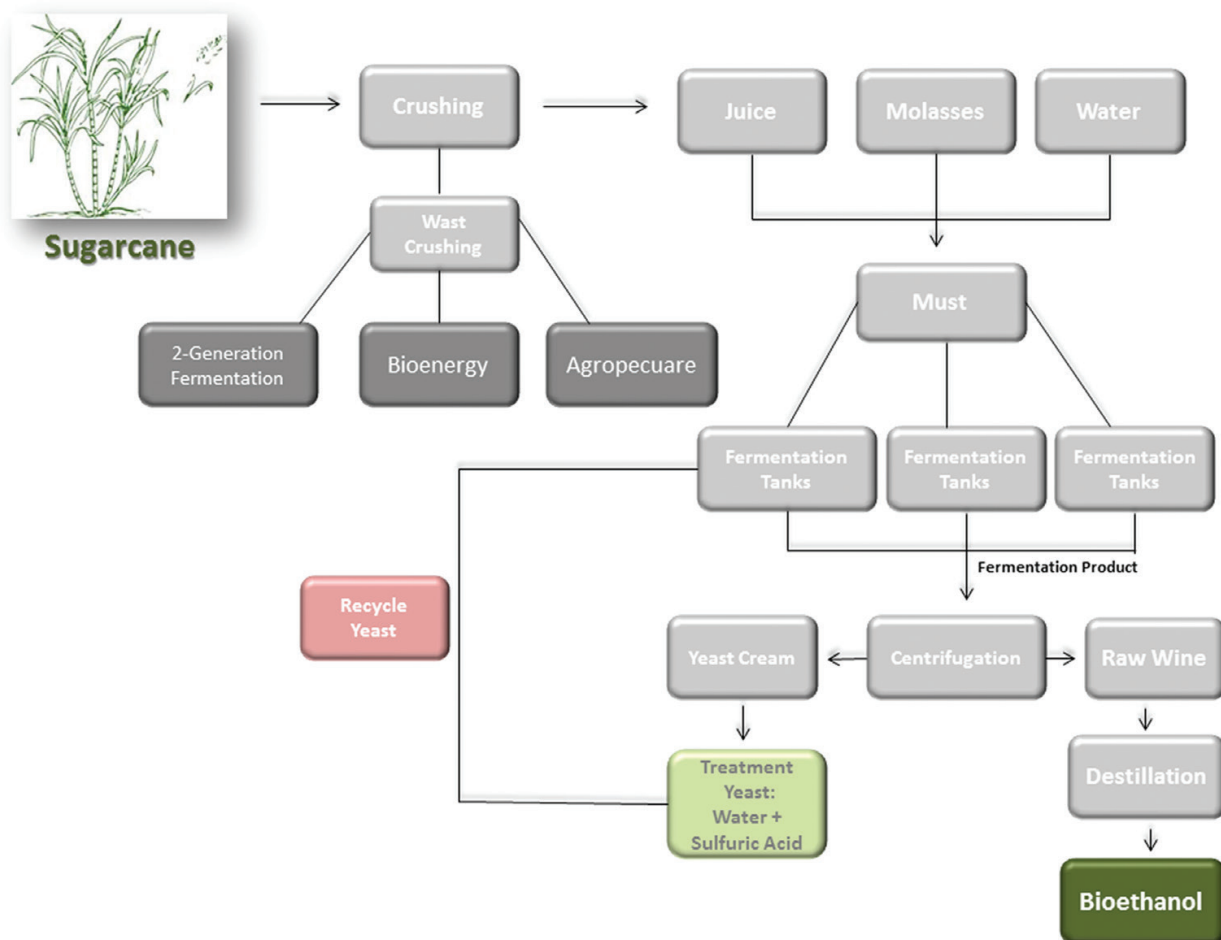 Sugarcane
Crushing
Juice
Molasses
Water
Wast
Crushing
2-Generation
Fermentation
Bioenergy
Agropecuare
Must
Fermentation
Tanks
Fermentation
Tanks
Fermentation
Tanks
Fermentation Product
Recycle
Yeast
Yeast Cream
Centrifugation
Raw Wine
Treatment
Yeast:
Water +
Sulfuric Acid
Destillation
Bioethanol